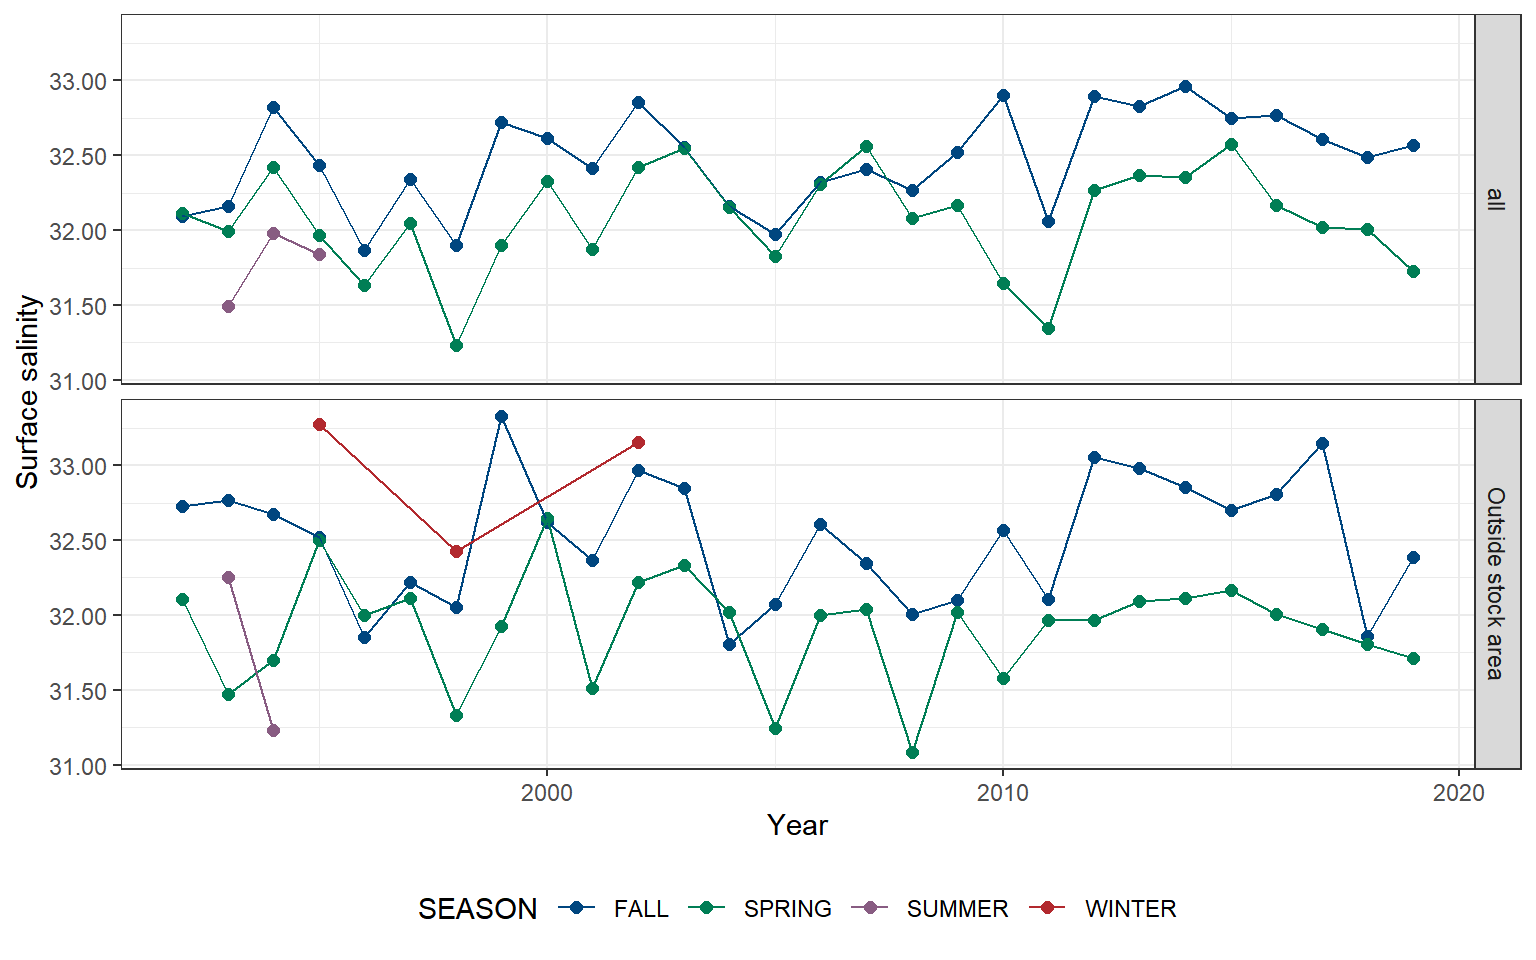 33.00
32.50
32.00
31.50
31.00
all
33.00
32.50
32.00
31.50
31.00
Outside stock area
Surface salinity
2000 2010 2020
Year
SEASON FALL SPRING SUMMER WINTER